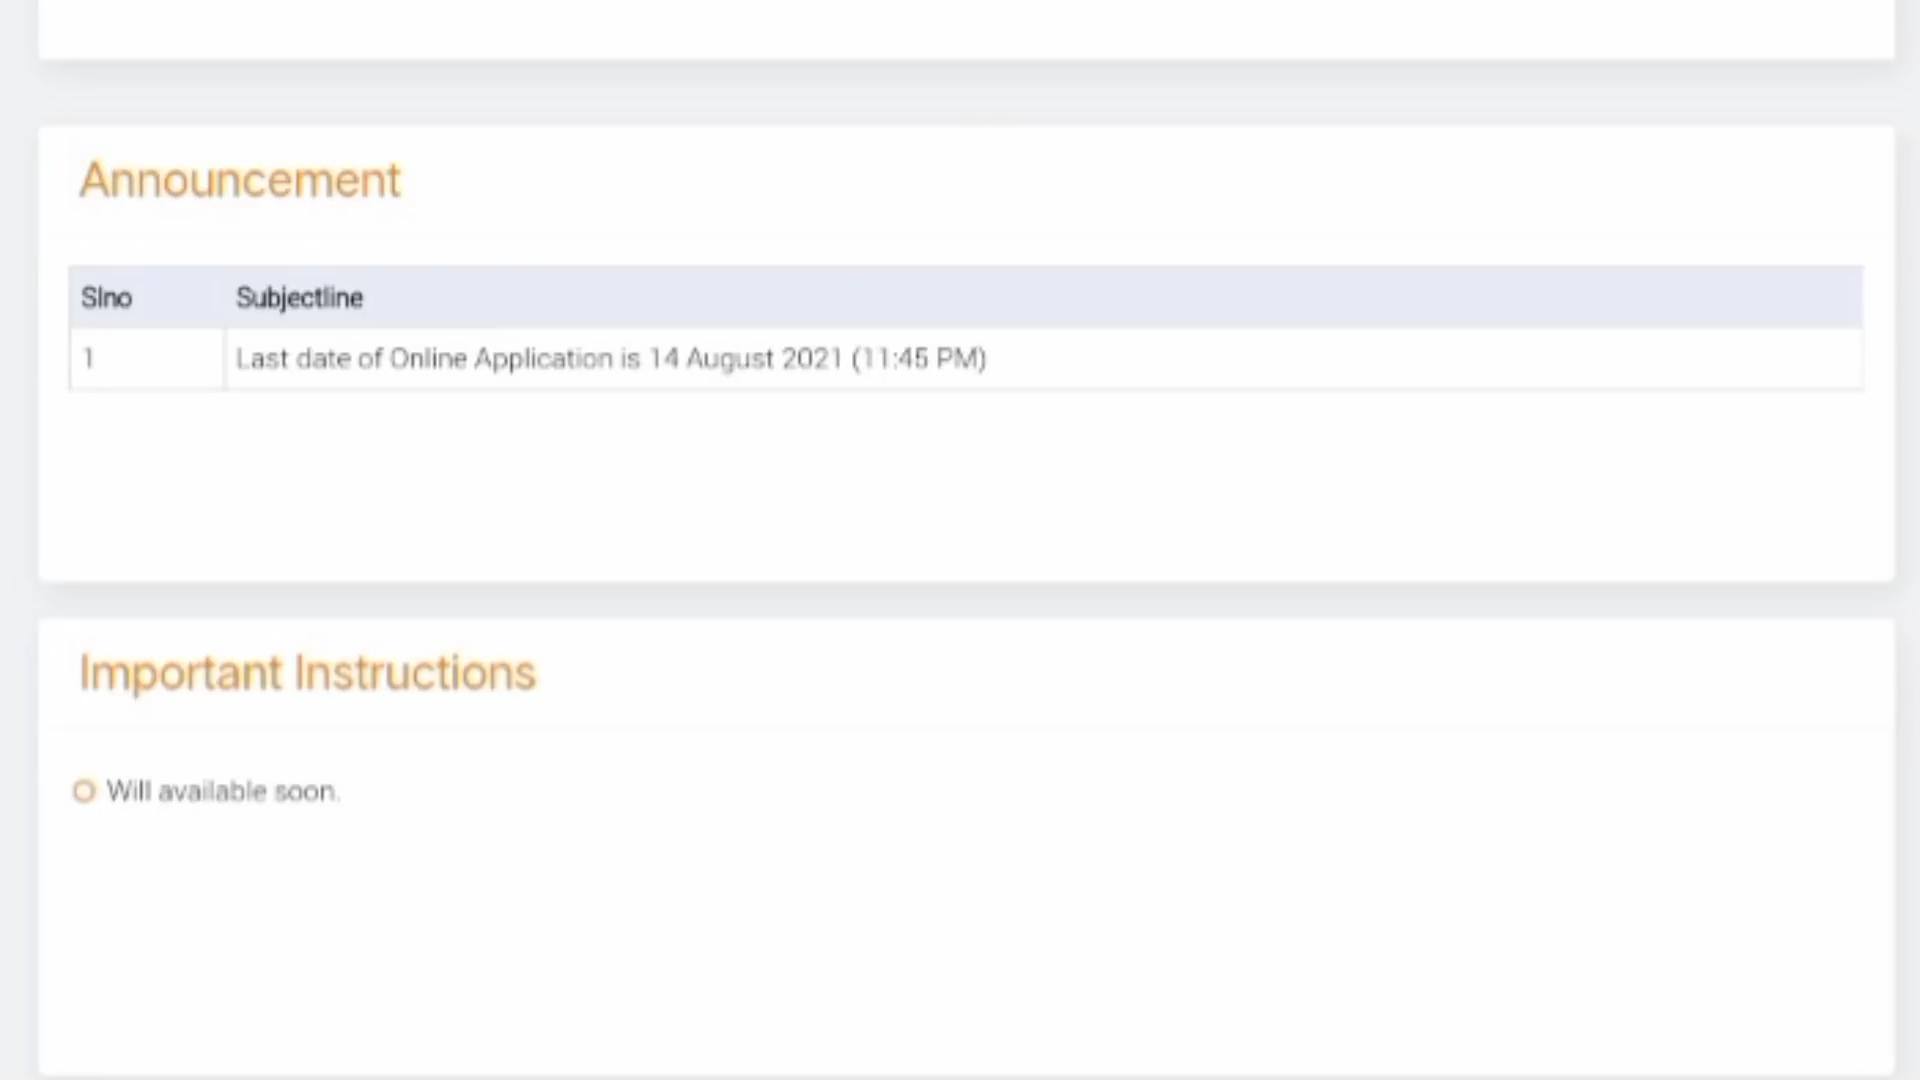 Announcement
Slno Subjectline
1 Last date of Online Application is 14 August 2021 (11:45 PM)
Important Instructions
Will available soon.